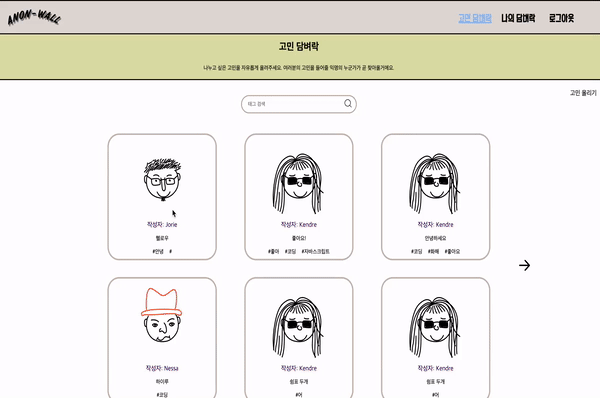 ANON-WALL
고민 담벼락 나의 담벼락 로그아웃
고민 담벼락
나누고 싶은 고민을 자유롭게 올려주세요. 여러분의 고민을 들어줄 익명의 누군가가 곧 찾아올거에요.
고민 올리기
태그 검색
작성자: Jorie
헬로우
#안녕 #
작성자: Kendre
좋아요!
#좋아 #코딩 #자바스크립트
작성자: Kendre
안녕하세요
#코딩 #화해 #좋아요
작성자: Nessa
하이루
#코딩
작성자: Kendre
쉼표 두개
#어
작성자: Kendre
쉼표 두개
#어